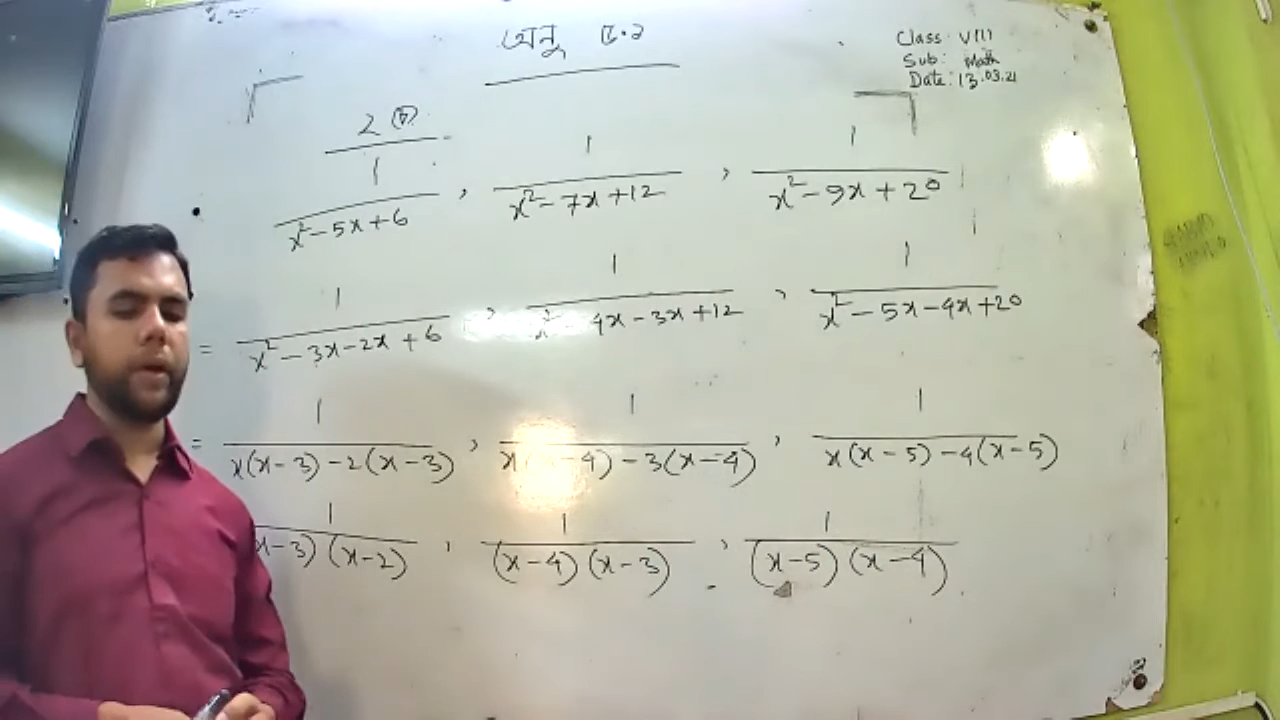 অনু ৫.২
Class: VIII
Sub: Math
Date: 13.03.21
2
1/(x²-5x+6) , 1/(x²-7x+12) , 1/(x²-9x+20)
= 1/(x²-3x-2x+6) , 1/(x²-4x-3x+12) , 1/(x²-5x-4x+20)
= 1/(x(x-3)-2(x-3)) , 1/(x -4)-3(x-4)) , 1/(x(x-5)-4(x-5))
1/(x-3)(x-2) , 1/((x-4)(x-3)) , 1/((x-5)(x-4))